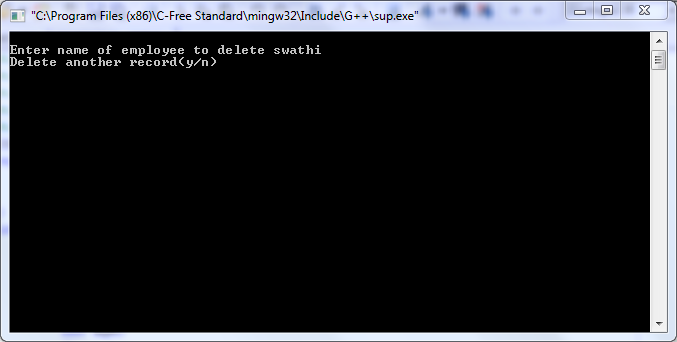 "C:\Program Files (x86)\C-Free Standard\mingw32\Include\G++\sup.exe"
Enter name of employee to delete swathi
Delete another record(y/n)